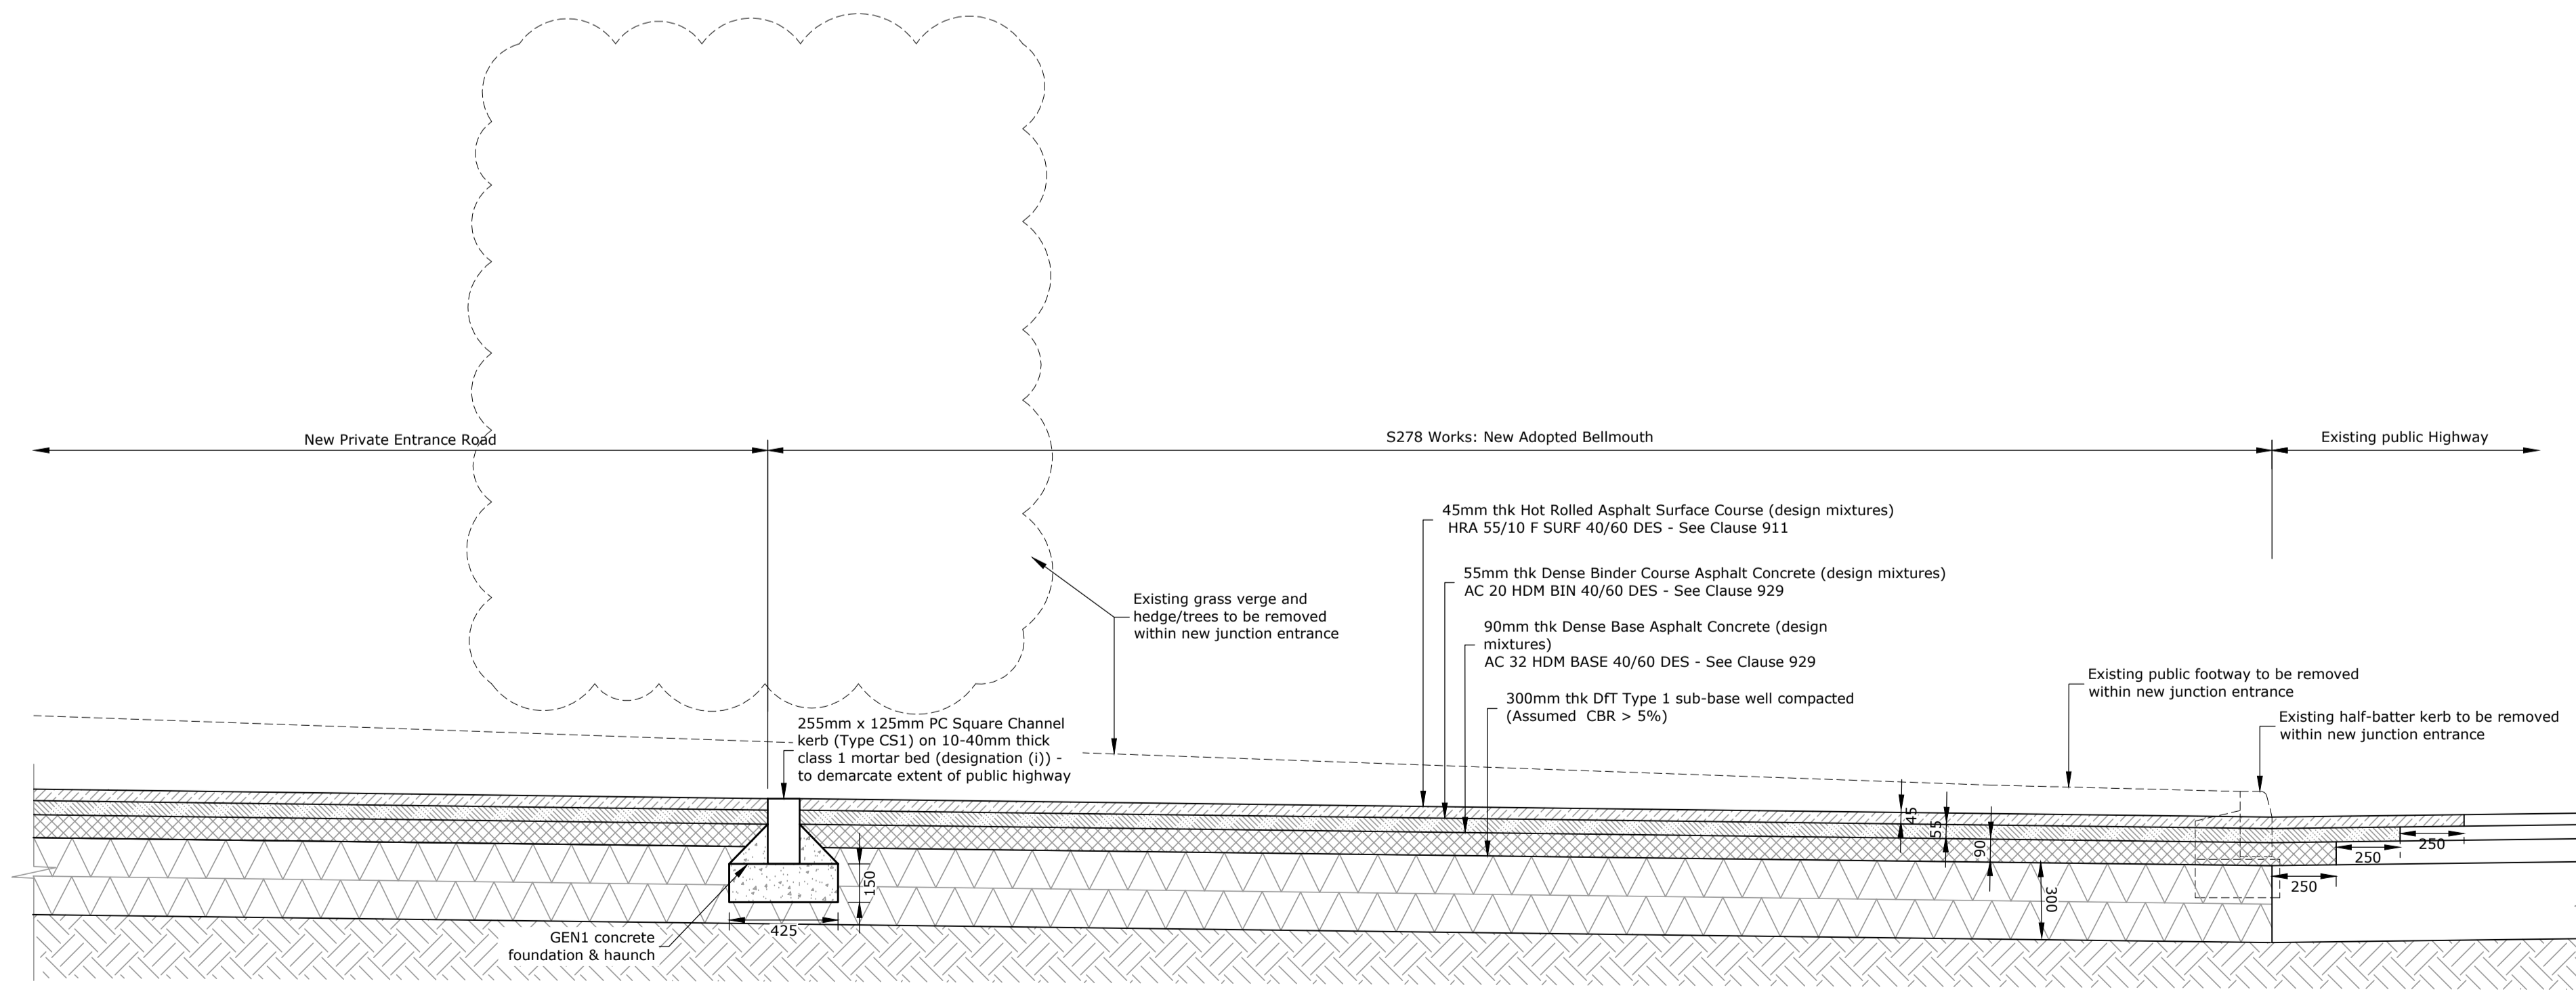 New Private Entrance Road
S278 Works: New Adopted Bellmouth
Existing public Highway
45mm thk Hot Rolled Asphalt Surface Course (design mixtures)
HRA 55/10 F SURF 40/60 DES - See Clause 911
55mm thk Dense Binder Course Asphalt Concrete (design mixtures)
AC 20 HDM BIN 40/60 DES - See Clause 929
Existing grass verge and
hedge/trees to be removed
within new junction entrance
90mm thk Dense Base Asphalt Concrete (design
mixtures)
AC 32 HDM BASE 40/60 DES - See Clause 929
300mm thk DfT Type 1 sub-base well compacted
(Assumed  CBR > 5%)
Existing public footway to be removed
within new junction entrance
Existing half-batter kerb to be removed
within new junction entrance
255mm x 125mm PC Square Channel
kerb (Type CS1) on 10-40mm thick
class 1 mortar bed (designation (i)) -
to demarcate extent of public highway
45
55
90
300
250
250
250
150
425
GEN1 concrete
foundation & haunch